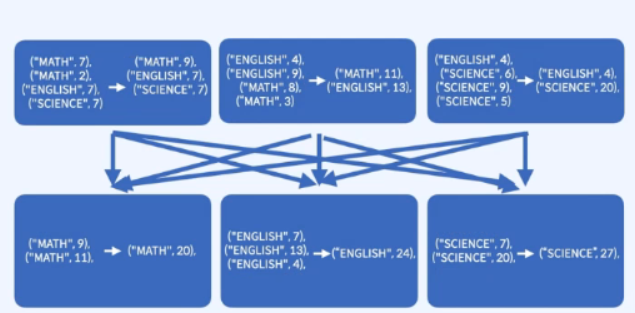 ("MATH", 7),
("MATH", 2),
("ENGLISH", 7),
("SCIENCE", 7)
("MATH", 9),
("ENGLISH", 7),
("SCIENCE", 7)
("ENGLISH", 4),
("ENGLISH", 9),
("MATH", 8),
("MATH", 3)
("MATH", 11),
("ENGLISH", 13),
("ENGLISH", 4),
("SCIENCE", 6),
("SCIENCE", 9),
("SCIENCE", 5)
("ENGLISH", 4),
("SCIENCE", 20),
("MATH", 9),
("MATH", 11),
("MATH", 20),
("ENGLISH", 7),
("ENGLISH", 13),
("ENGLISH", 4),
("ENGLISH", 24),
("SCIENCE", 7),
("SCIENCE", 20),
("SCIENCE", 27),